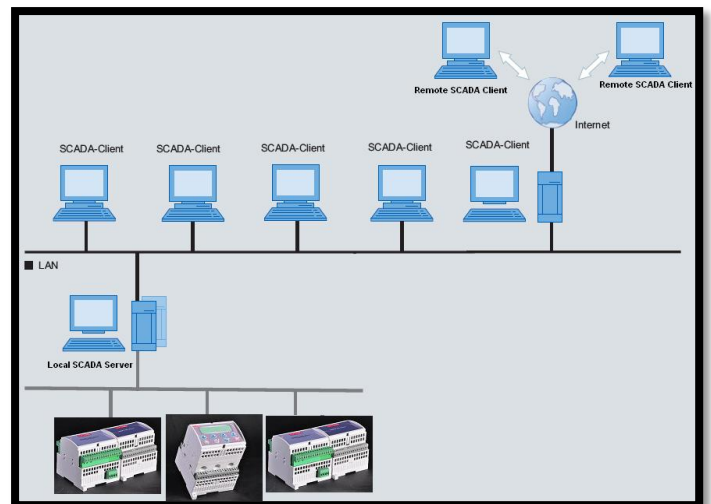 Remote SCADA Client
Remote SCADA Client
Internet
SCADA-Client
SCADA-Client
SCADA-Client
SCADA-Client
SCADA-Client
LAN
Local SCADA Server